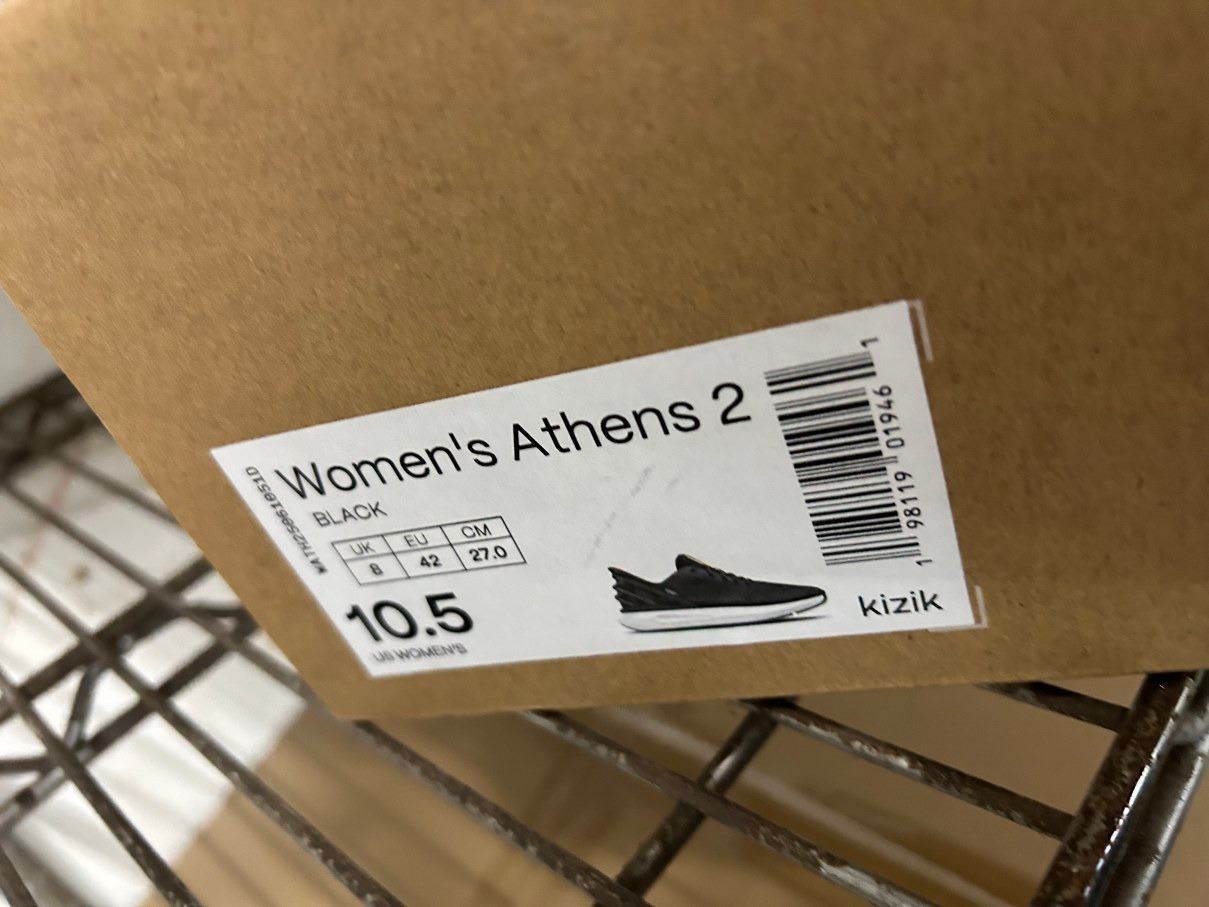 Women's Athens 2
BLACK
UK EU CM
8 42 27.0
10.5
US WOMEN'S
1 98119 01946 1
kizik